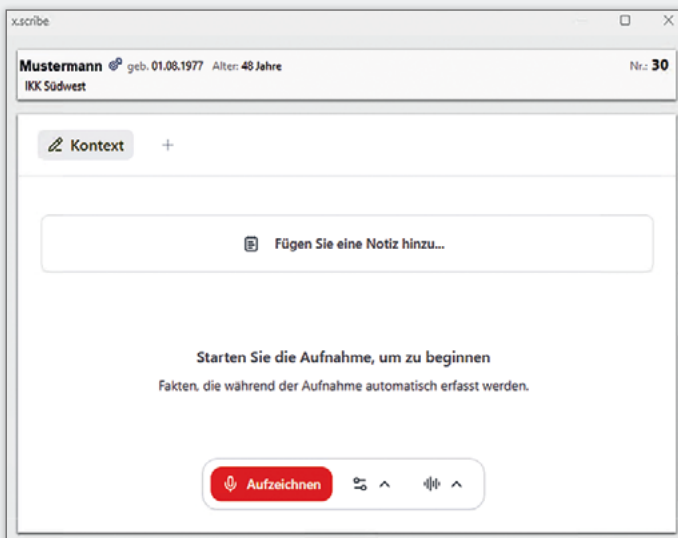 x.scribe
Mustermann geb. 01.08.1977 Alter: 48 Jahre Nr.: 30
IKK Südwest
Kontext
Fügen Sie eine Notiz hinzu...
Starten Sie die Aufnahme, um zu beginnen
Fakten, die während der Aufnahme automatisch erfasst werden.
Aufzeichnen